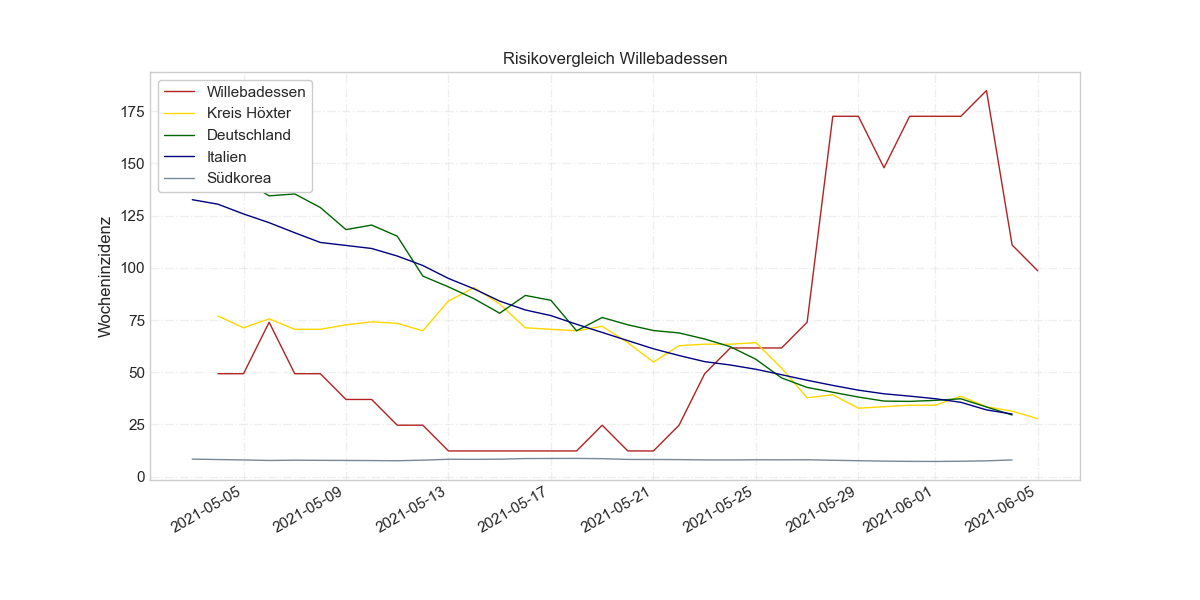 Risikovergleich Willebadessen
Willebadessen
Kreis Höxter
Deutschland
Italien
Südkorea
Wocheninzidenz
175
150
125
100
75
50
25
0
2021-05-05
2021-05-09
2021-05-13
2021-05-17
2021-05-21
2021-05-25
2021-05-29
2021-06-01
2021-06-05